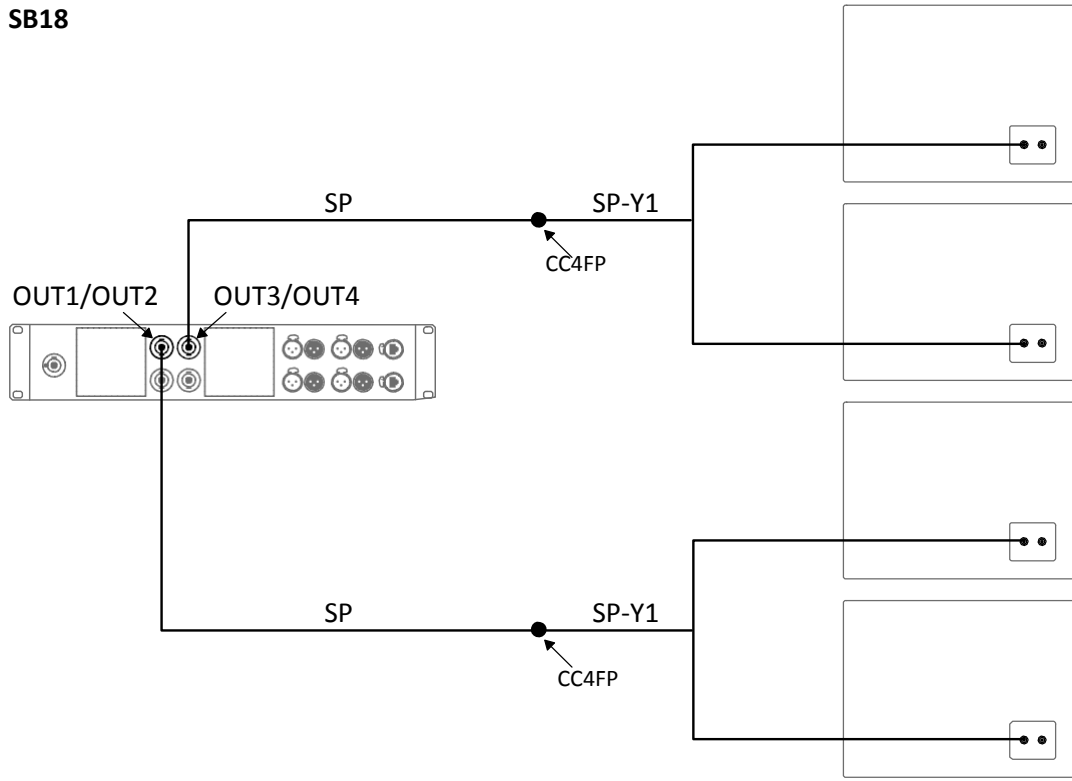 SB18
SP
SP-Y1
CC4FP
OUT1/OUT2
OUT3/OUT4
SP
SP-Y1
CC4FP